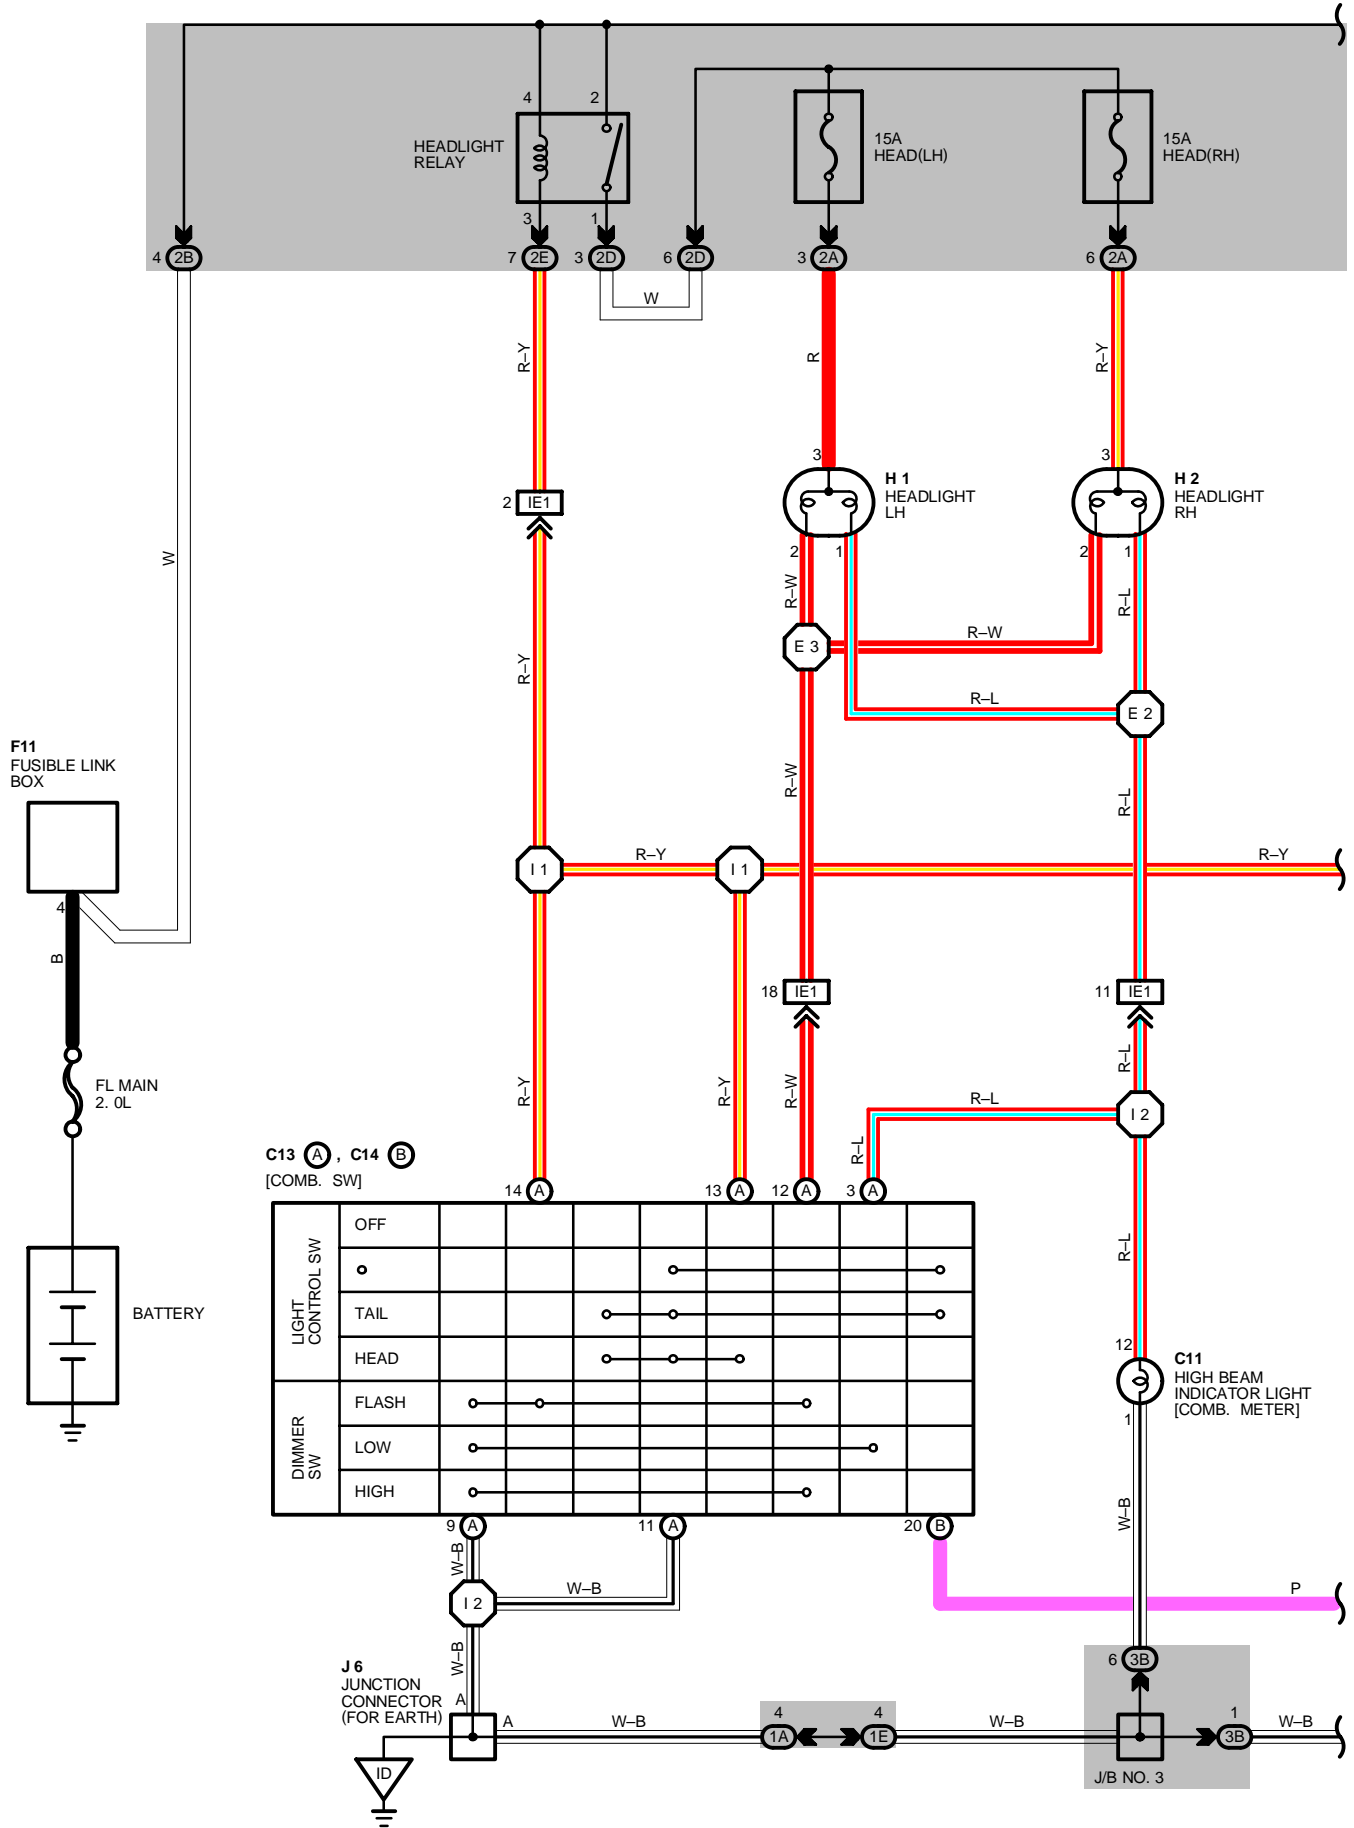 4
2
HEADLIGHT
RELAY
15A
HEAD(LH)
15A
HEAD(RH)
3
1
4 2B
7 2E
3 2D
6 2D
3 2A
6 2A
W
R–Y
R
R–Y
3
3
H 1
HEADLIGHT
LH
H 2
HEADLIGHT
RH
2 IE1
2
1
2
1
W
R–W
R–L
E 3
R–W
R–Y
R–L
E 2
F11
FUSIBLE LINK
BOX
R–W
R–L
I 1
R–Y
I 1
R–Y
4
B
18 IE1
11 IE1
FL MAIN
2. 0L
R–Y
R–Y
R–W
R–L
R–L
I 2
R–L
C13 A , C14 B
[COMB. SW]
14 A
13 A
12 A
3 A
LIGHT
CONTROL SW
OFF
TAIL
HEAD
DIMMER
SW
FLASH
LOW
HIGH
R–L
BATTERY
12
C11
HIGH BEAM
INDICATOR LIGHT
[COMB. METER]
1
9 A
11 A
20 B
W–B
W–B
W–B
I 2
P
W–B
6 3B
J 6
JUNCTION
CONNECTOR
(FOR EARTH)
A
A
W–B
4
4
1A
1E
W–B
1
3B
W–B
ID
J/B NO. 3